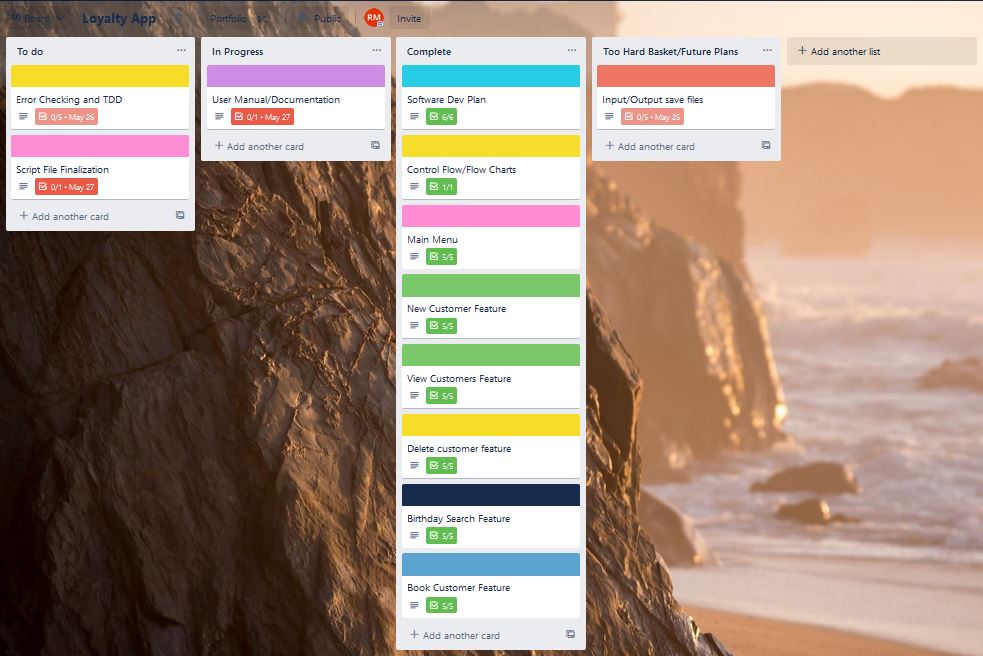 Board
Loyalty App
Portfolio
Public
RM
Invite
To do
Error Checking and TDD
0/5 • May 26
Script File Finalization
0/1 • May 27
+ Add another card
In Progress
User Manual/Documentation
0/1 • May 27
+ Add another card
Complete
Software Dev Plan
6/6
Control Flow/Flow Charts
1/1
Main Menu
5/5
New Customer Feature
5/5
View Customers Feature
5/5
Delete customer feature
5/5
Birthday Search Feature
5/5
Book Customer Feature
5/5
+ Add another card
Too Hard Basket/Future Plans
Input/Output save files
0/5 • May 25
+ Add another card
+ Add another list